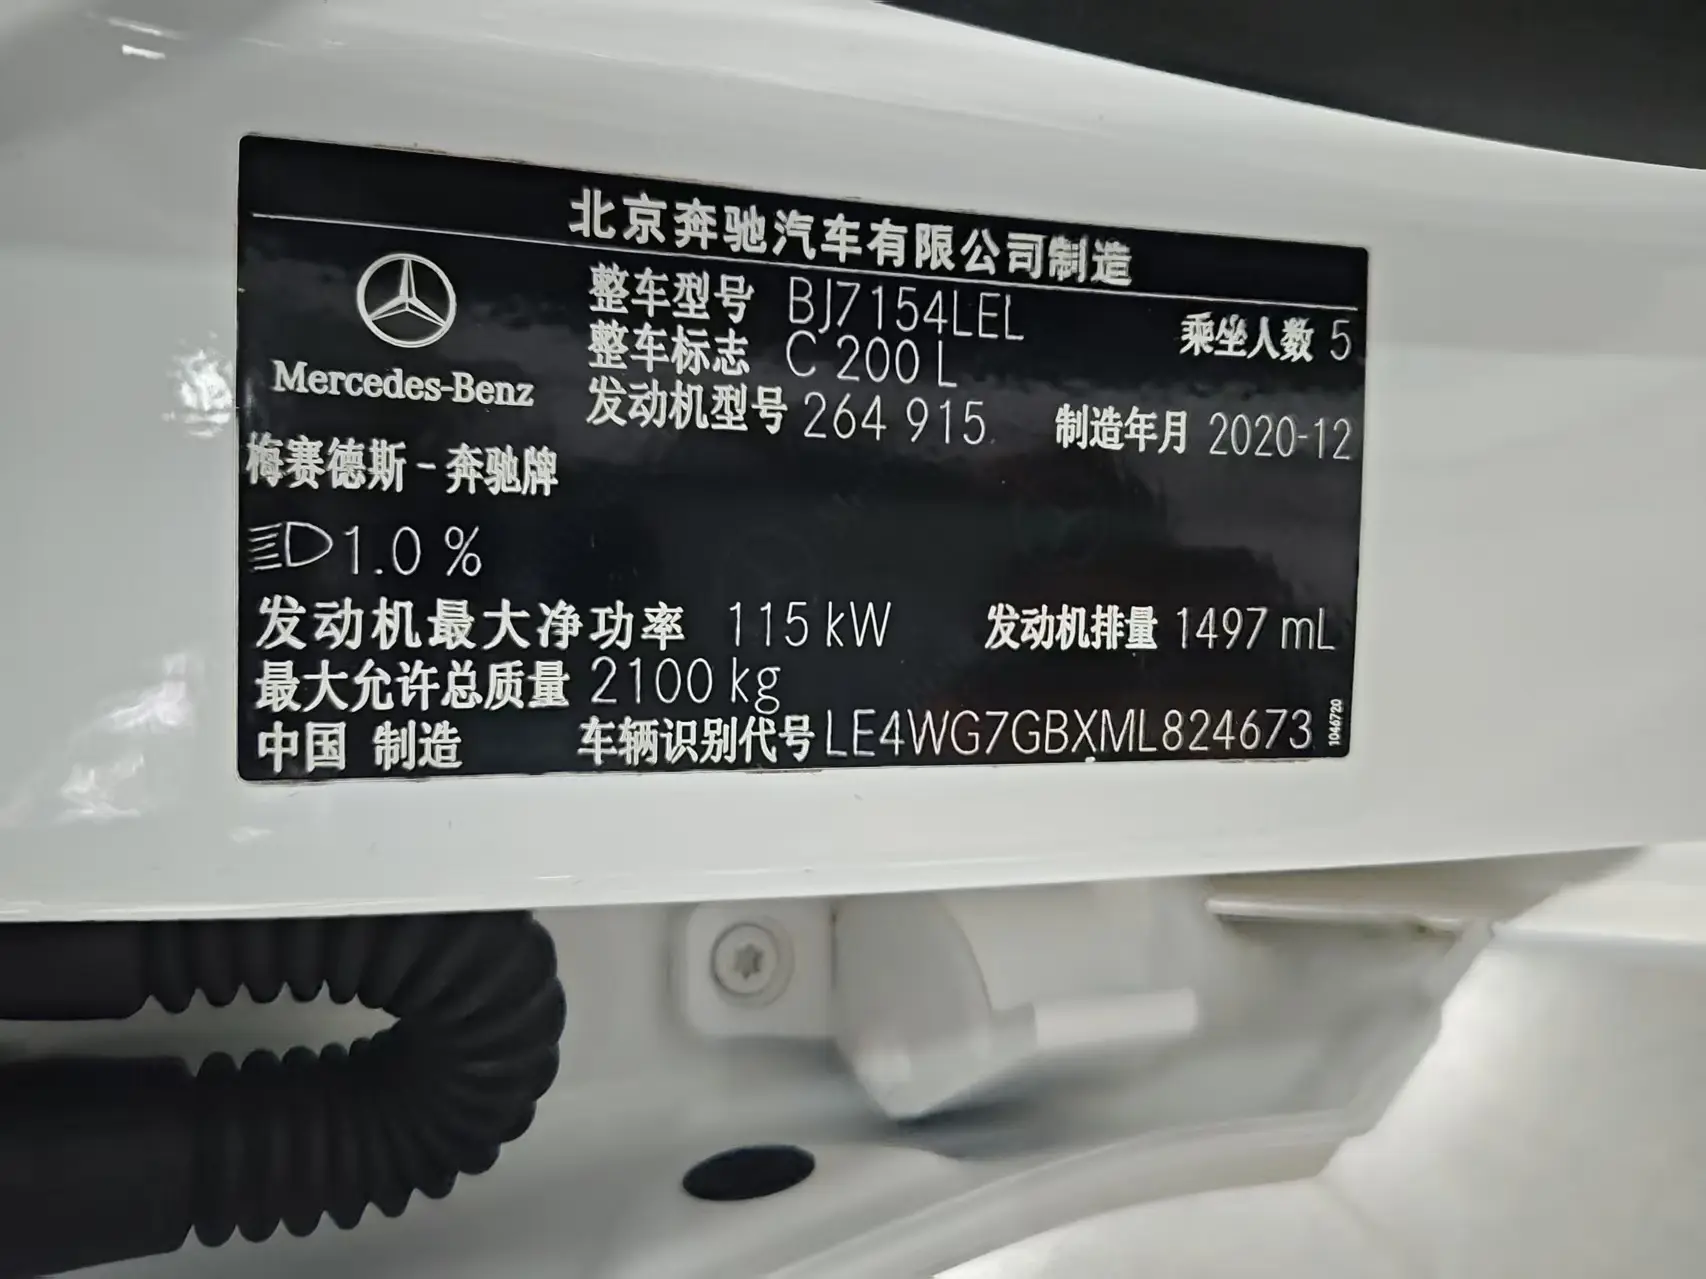 北京奔驰汽车有限公司制造
Mercedes-Benz
梅赛德斯-奔驰牌
整车型号 BJ7154LEL
乘坐人数 5
整车标志 C 200 L
发动机型号 264 915
制造年月 2020-12
1.0 %
发动机最大净功率 115 kW
发动机排量 1497 mL
最大允许总质量 2100 kg
中国 制造
车辆识别代号 LE4WG7GBXML824673
1046720